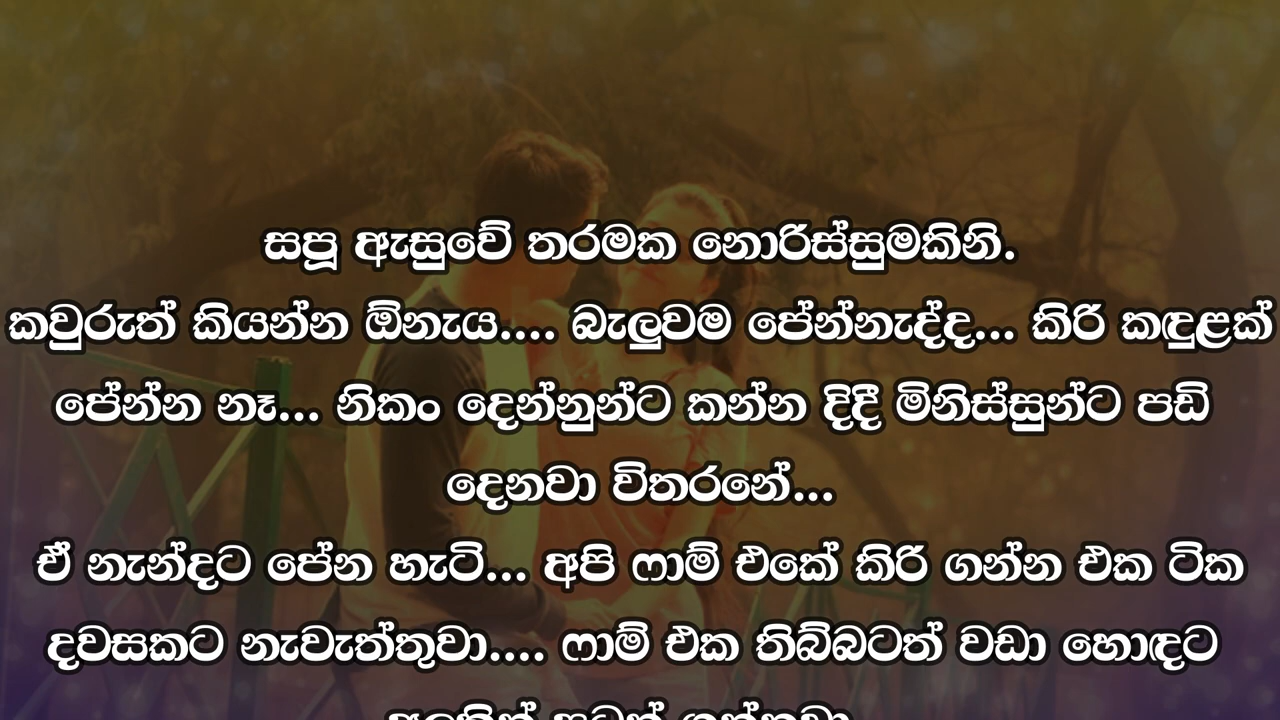 සපූ ඇසුවේ තරමක නොරිස්සුමකිනි.
කවුරුත් කියන්න ඕනැය.... බැලුවම පේන්නැද්ද... කිරි කඳුළක්
පේන්න නෑ... නිකං දෙන්නුන්ට කන්න දිදී මිනිස්සුන්ට පඩි
දෙනවා විතරනේ...
ඒ නැන්දට පේන හැටි... අපි ෆාම් එකේ කිරි ගන්න එක ටික
දවසකට නැවැත්තුවා.... ෆාම් එක තිබ්බටත් වඩා හොඳට